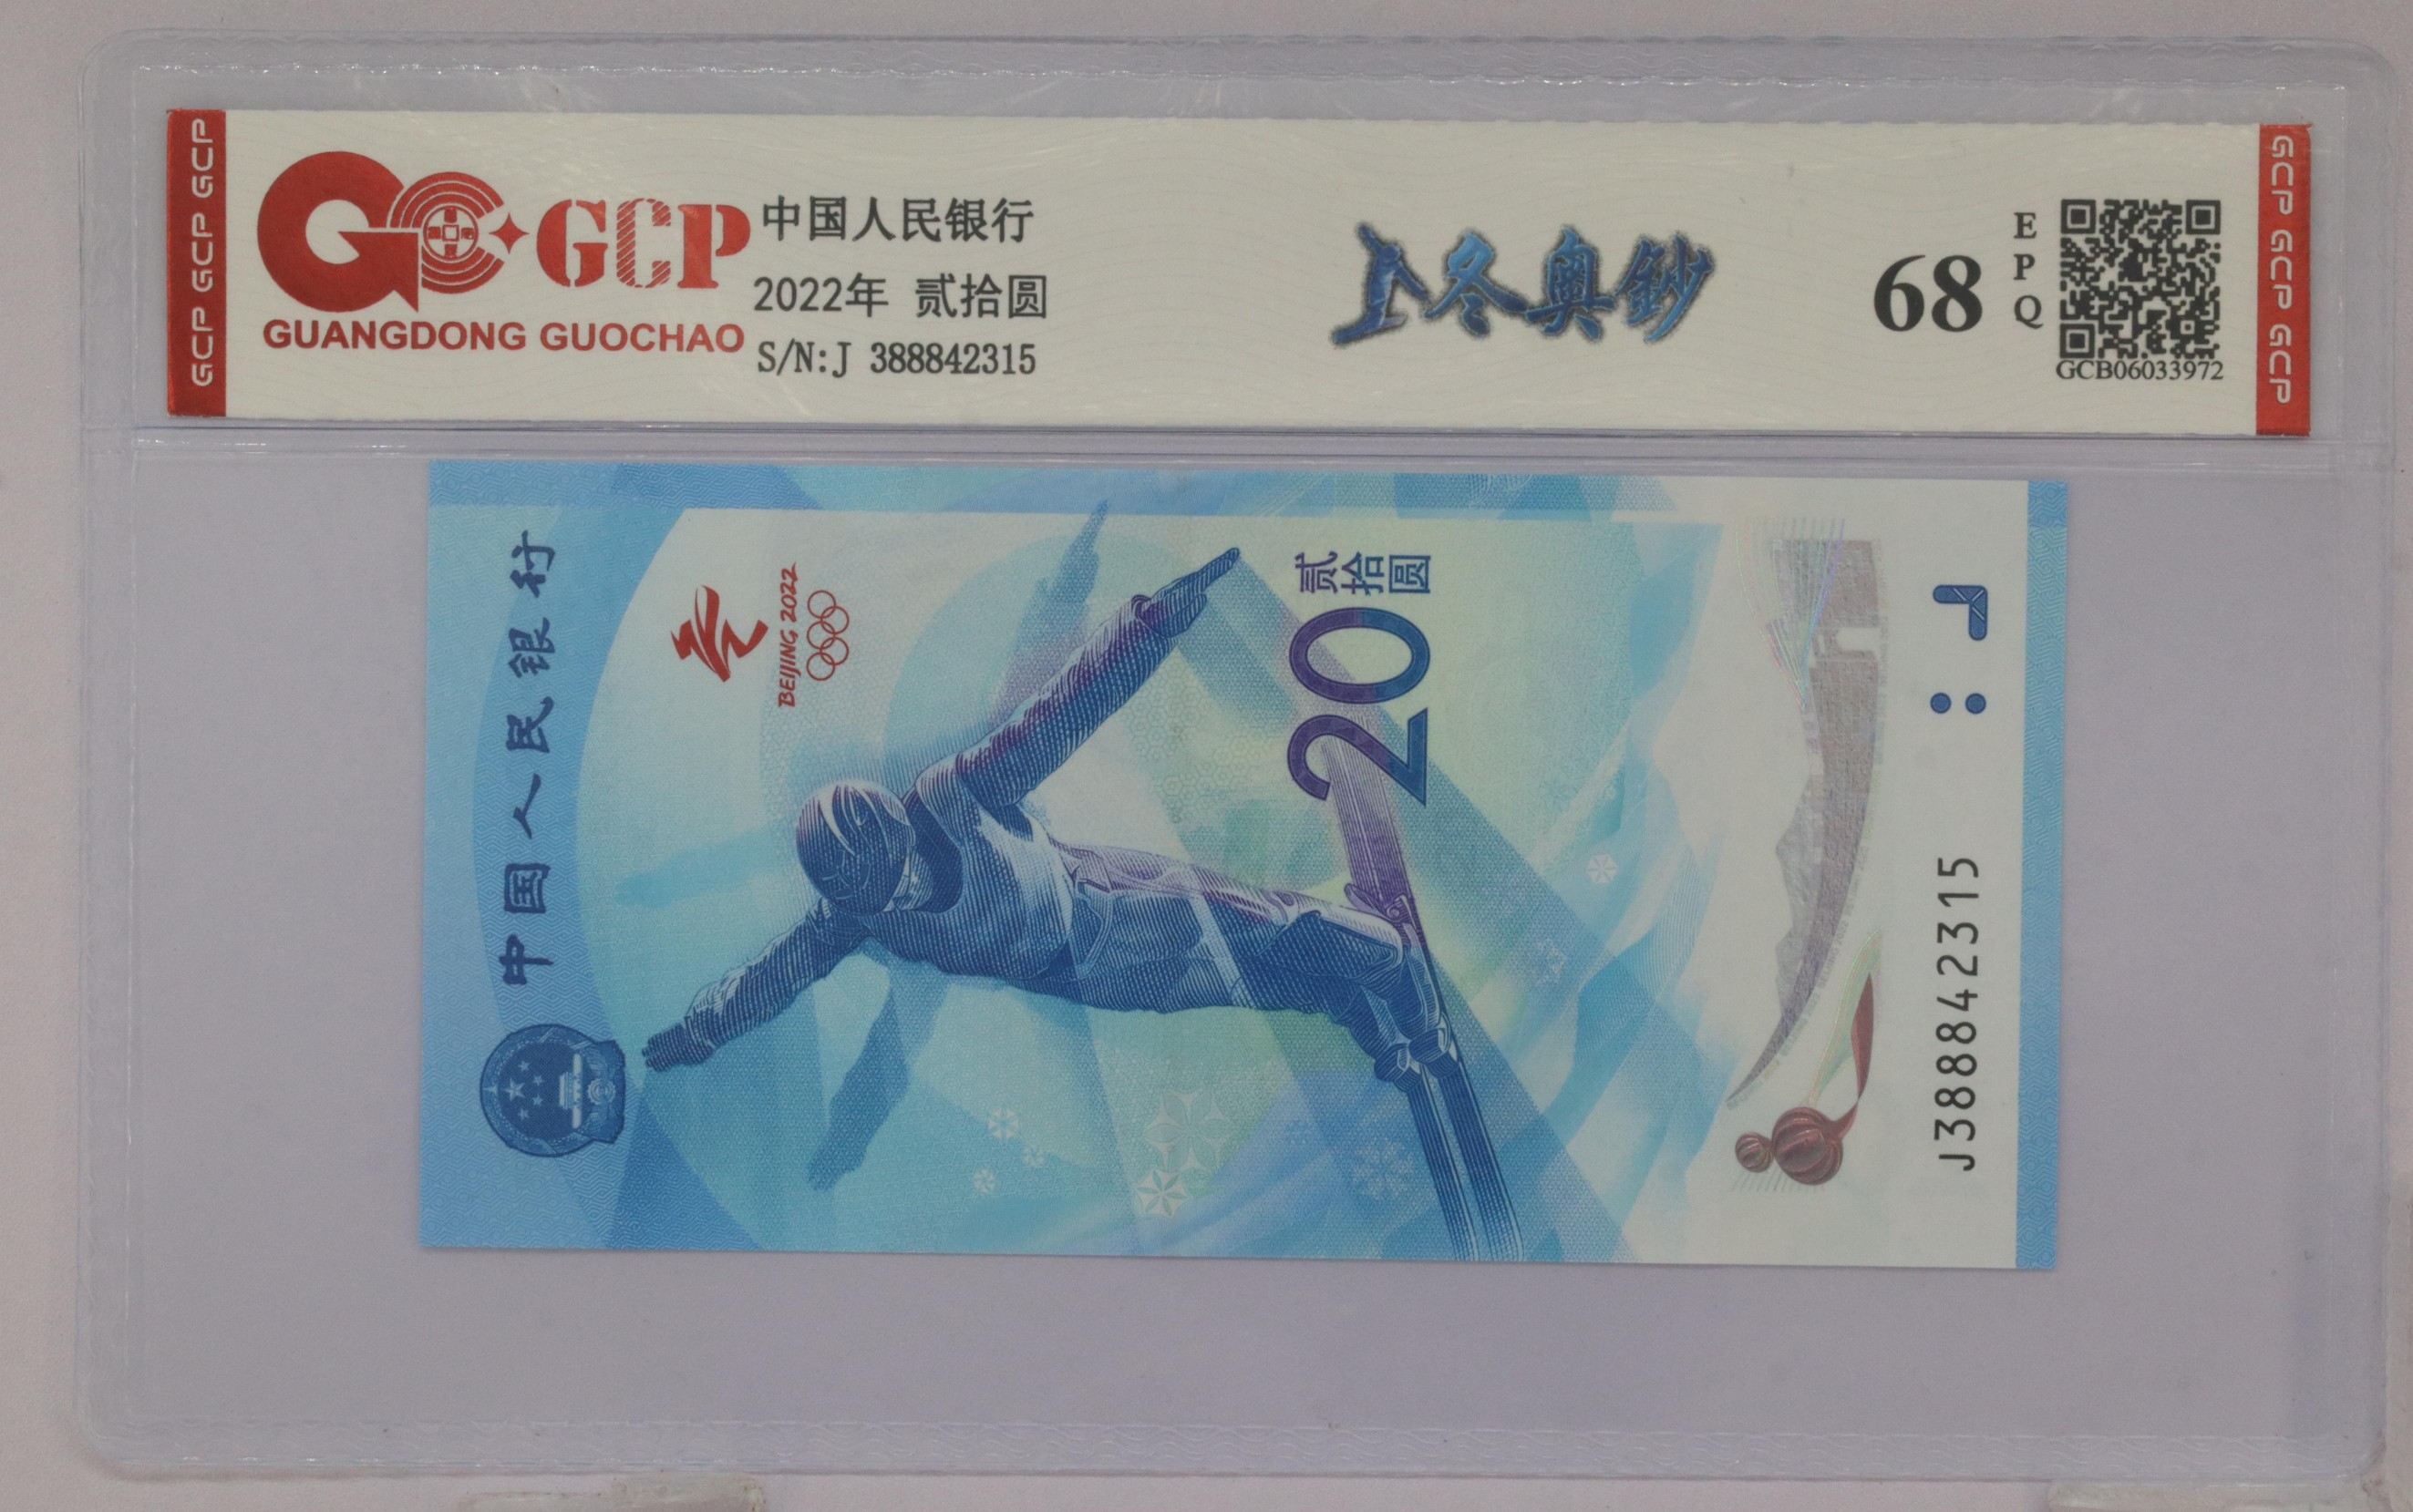 GCP GCP GCP
GCP
GUANGDONG GUOCHAO
中国人民银行
2022年 贰拾圆
S/N:J 388842315
冬奥鈔
68
EPQ
GCB06033972
GCP GCP GCP
中国人民银行
BEIJING 2022
20
贰拾圆
J388842315